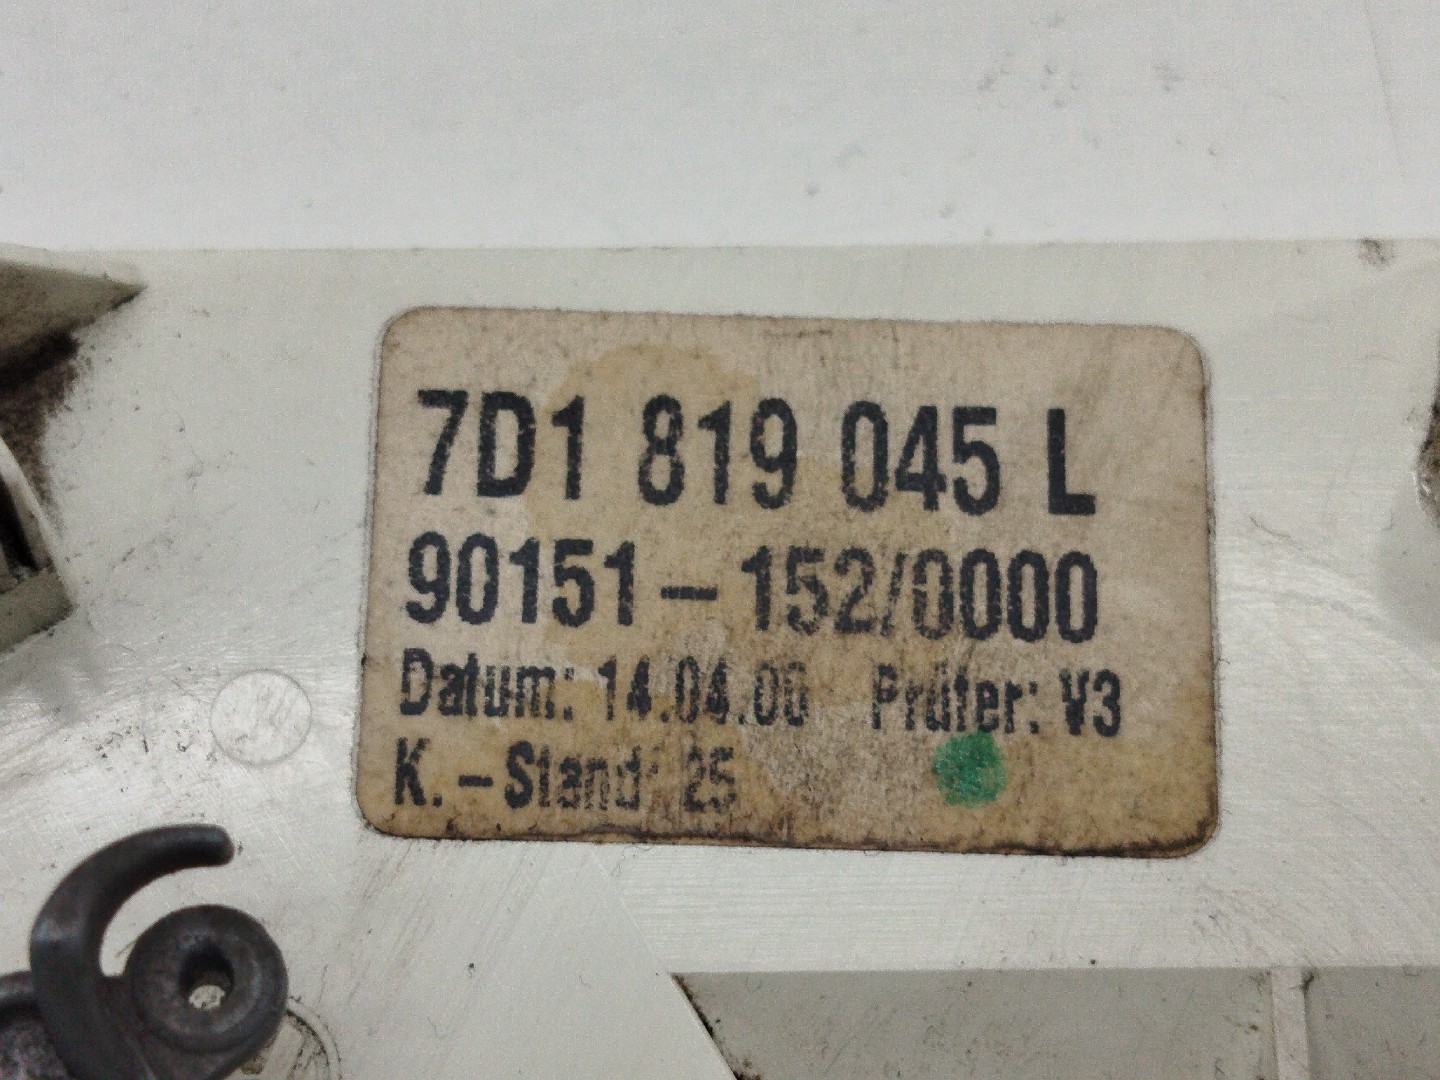 7D1 819 045 L
90151-152/0000
Datum: 14.04.00 Prüfer: V3
K.-Stand: 25